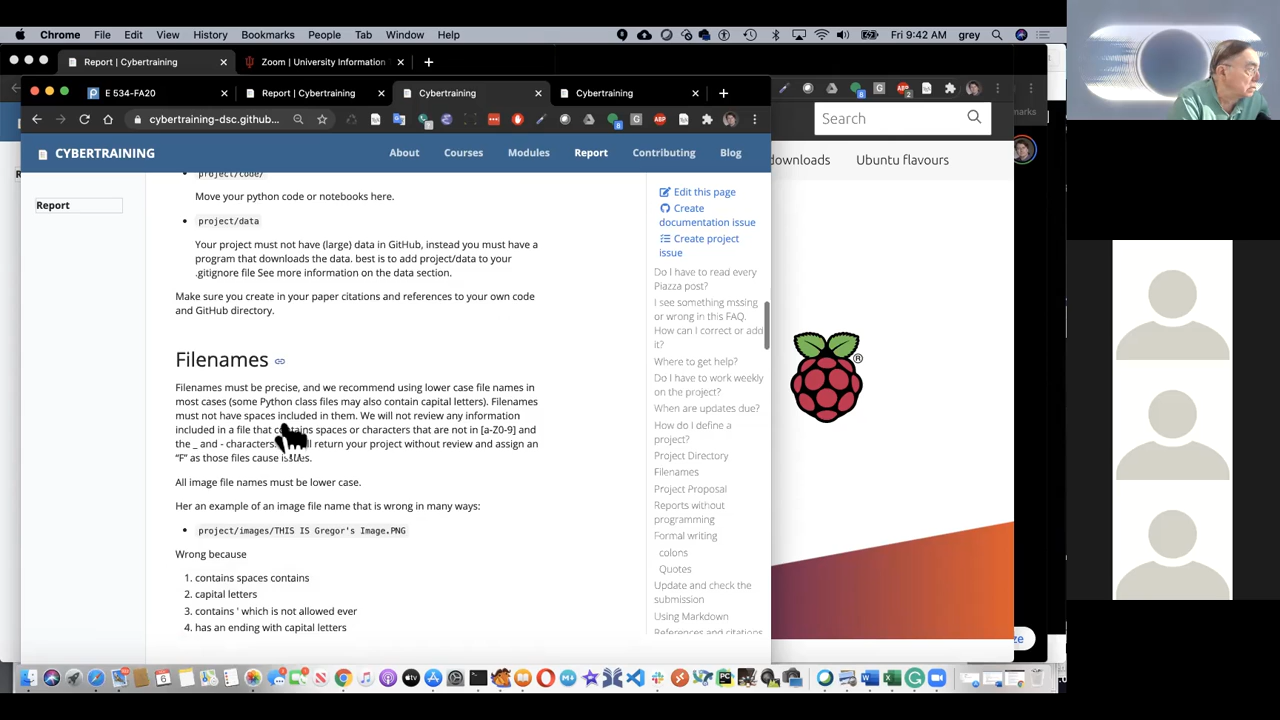 Chrome File Edit View History Bookmarks People Tab Window Help Fri 9:42 AM grey
Report | Cybertraining Zoom | University Information
E 534-FA20 Report | Cybertraining Cybertraining Cybertraining
cybertraining-dsc.github...
Search
CYBERTRAINING About Courses Modules Report Contributing Blog
downloads Ubuntu flavours
Report
project/code/
Move your python code or notebooks here.
project/data
Your project must not have (large) data in GitHub, instead you must have a
program that downloads the data. best is to add project/data to your
.gitignore file See more information on the data section.
Make sure you create in your paper citations and references to your own code
and GitHub directory.
Filenames
Filenames must be precise, and we recommend using lower case file names in
most cases (some Python class files may also contain capital letters). Filenames
must not have spaces included in them. We will not review any information
included in a file that contains spaces or characters that are not in [a-Z0-9] and
the _ and - characters. return your project without review and assign an
“F” as those files cause issues.
All image file names must be lower case.
Her an example of an image file name that is wrong in many ways:
project/images/THIS IS Gregor's Image.PNG
Wrong because
1. contains spaces contains
2. capital letters
3. contains ' which is not allowed ever
4. has an ending with capital letters
Edit this page
Create
documentation issue
Create project
issue
Do I have to read every
Piazza post?
I see something mssing
or wrong in this FAQ.
How can I correct or add
it?
Where to get help?
Do I have to work weekly
on the project?
When are updates due?
How do I define a
project?
Project Directory
Filenames
Project Proposal
Reports without
programming
Formal writing
colons
Quotes
Update and check the
submission
Using Markdown
References and citations